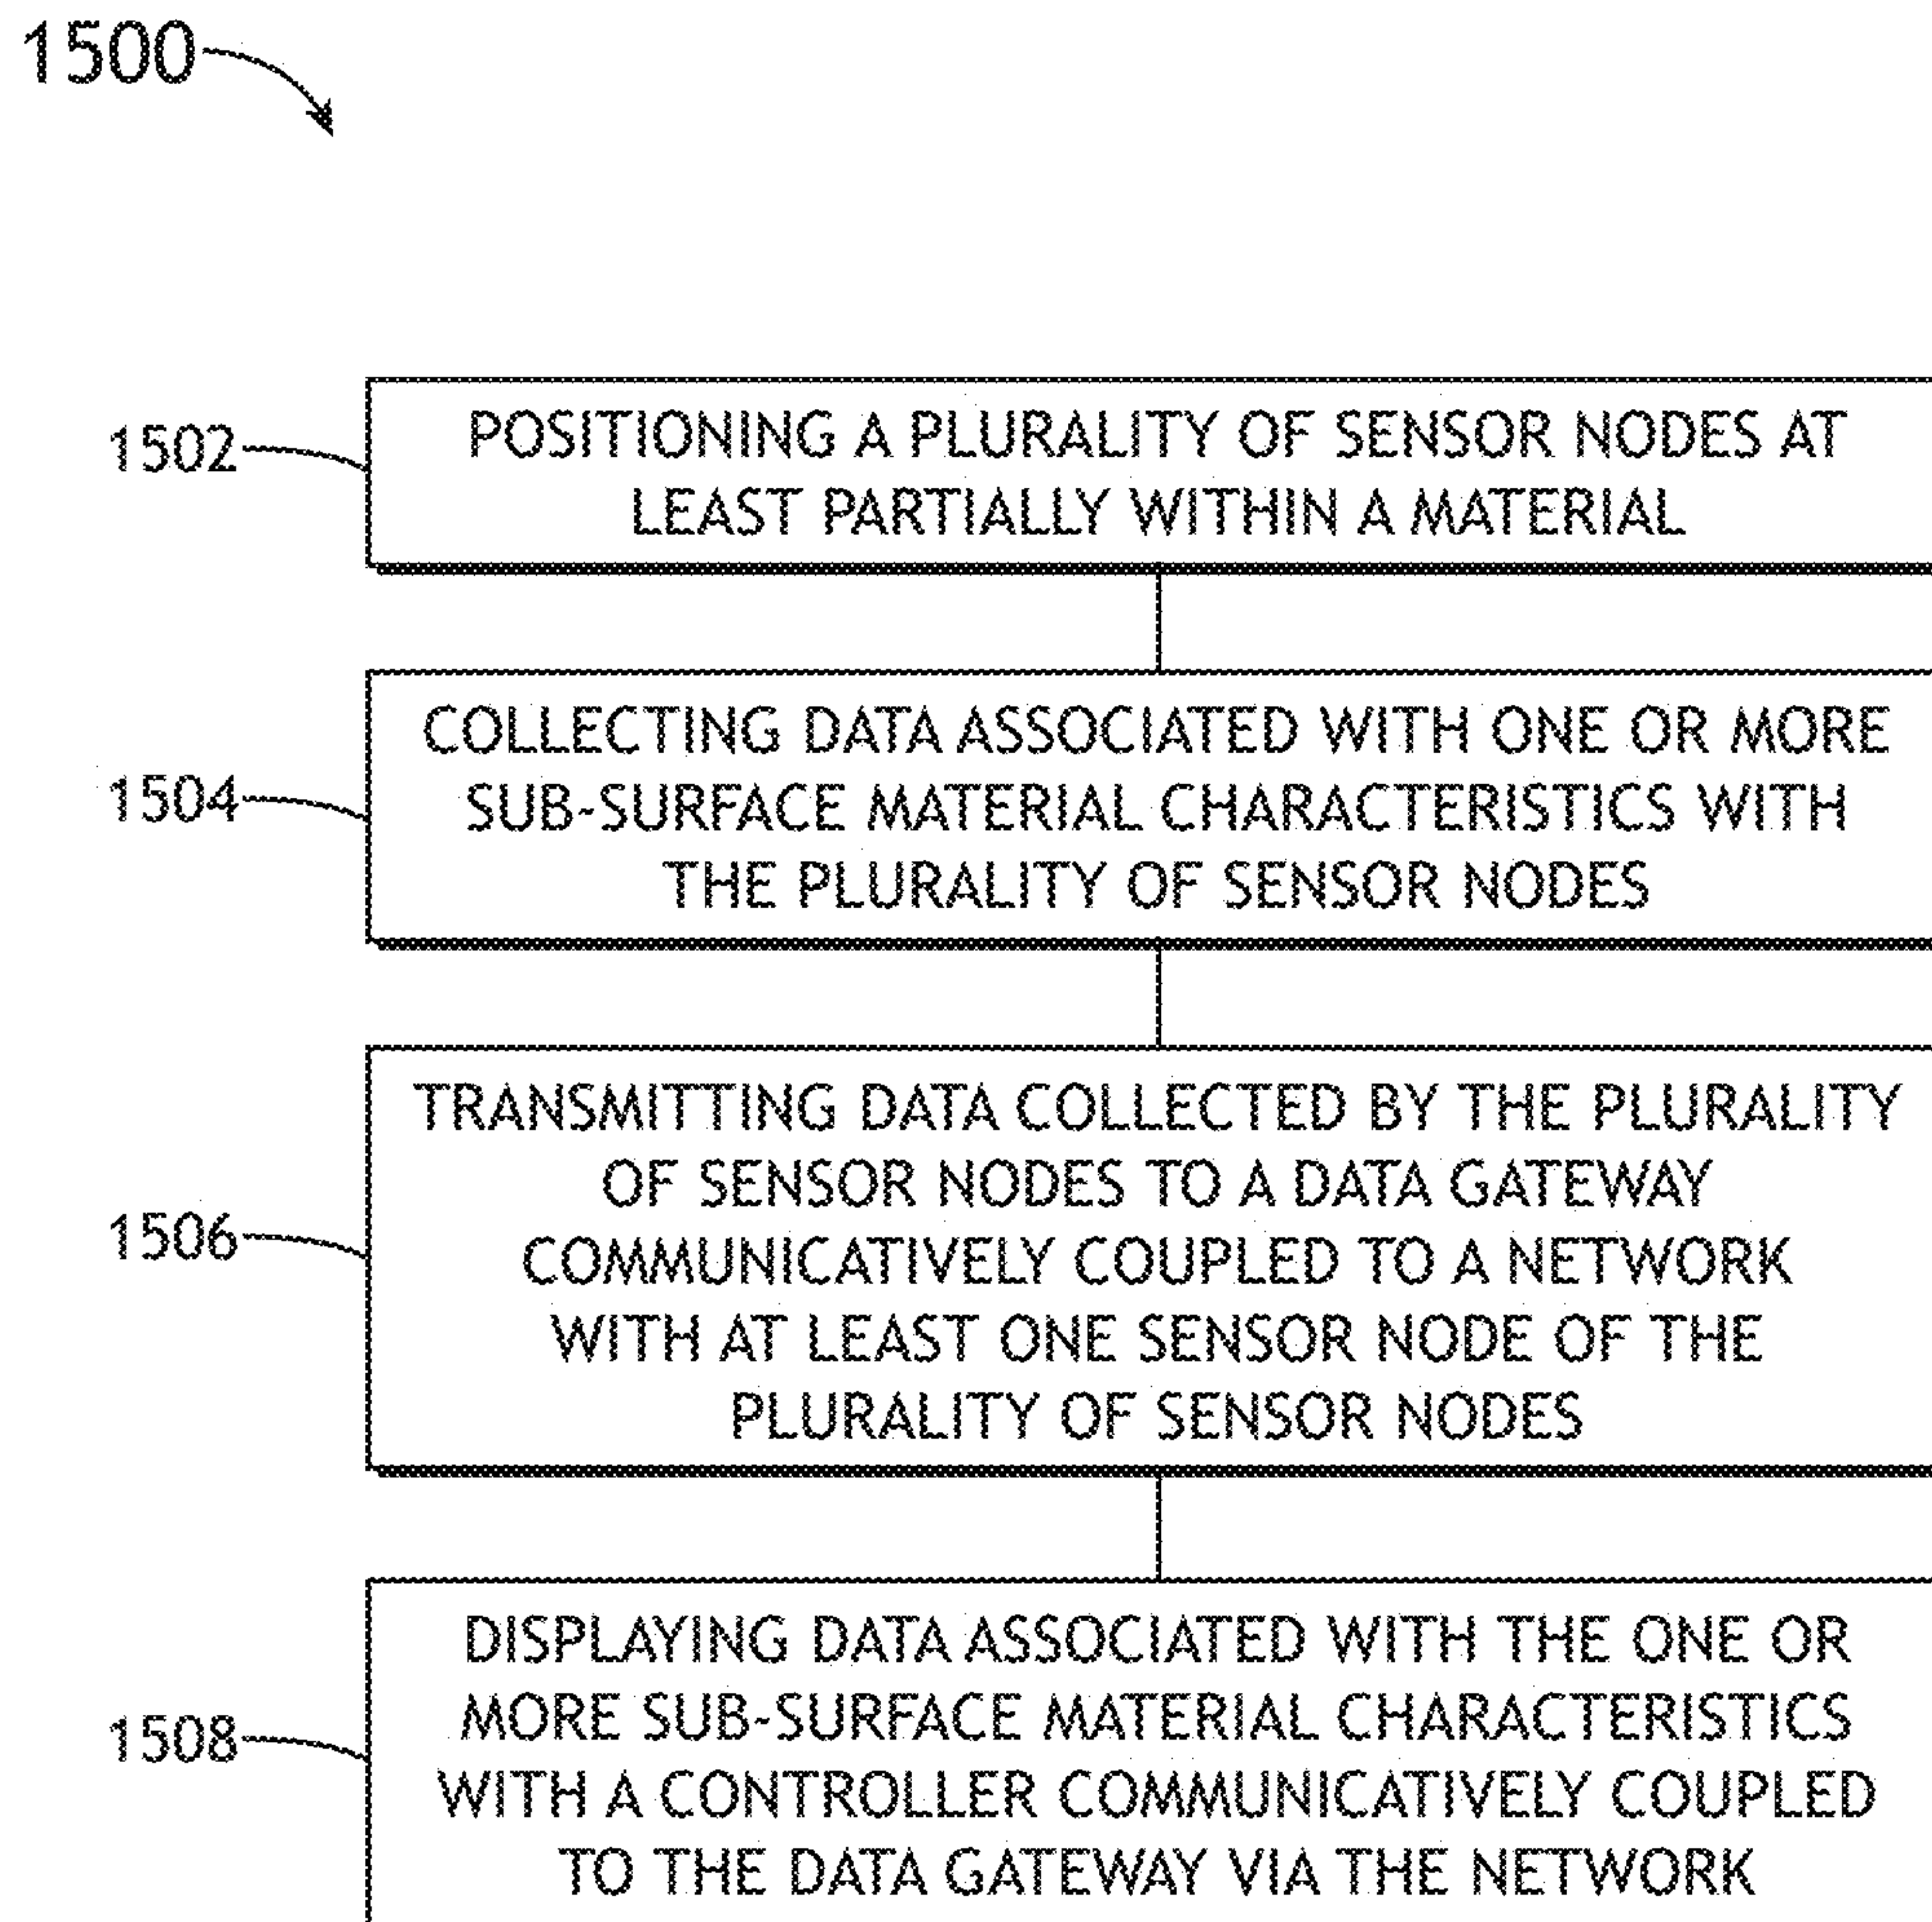 1500
1502
POSITIONING A PLURALITY OF SENSOR NODES AT
LEAST PARTIALLY WITHIN A MATERIAL
1504
COLLECTING DATA ASSOCIATED WITH ONE OR MORE
SUB-SURFACE MATERIAL CHARACTERISTICS WITH
THE PLURALITY OF SENSOR NODES
1506
TRANSMITTING DATA COLLECTED BY THE PLURALITY
OF SENSOR NODES TO A DATA GATEWAY
COMMUNICATIVELY COUPLED TO A NETWORK
WITH AT LEAST ONE SENSOR NODE OF THE
PLURALITY OF SENSOR NODES
1508
DISPLAYING DATA ASSOCIATED WITH THE ONE OR
MORE SUB-SURFACE MATERIAL CHARACTERISTICS
WITH A CONTROLLER COMMUNICATIVELY COUPLED
TO THE DATA GATEWAY VIA THE NETWORK